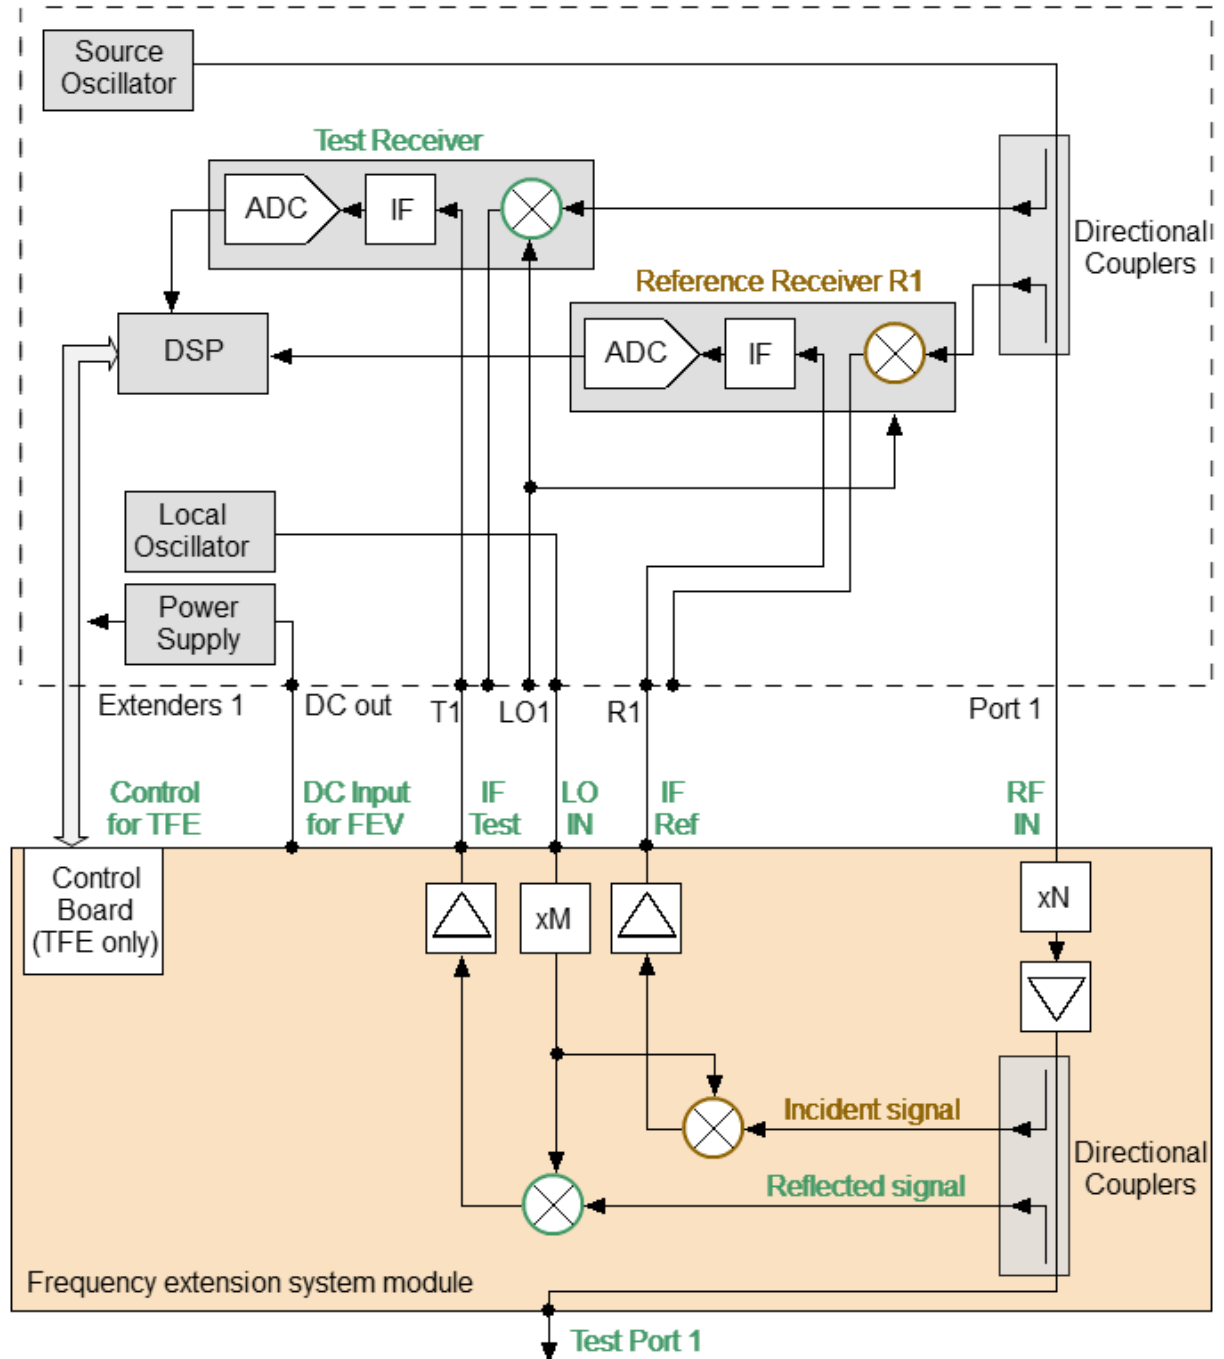 Source
Oscillator
Test Receiver
ADC
IF
Directional
Couplers
Reference Receiver R1
DSP
ADC
IF
Local
Oscillator
Power
Supply
Extenders 1
DC out
T1
LO1
R1
Port 1
Control
for TFE
DC Input
for FEV
IF
Test
LO
IN
IF
Ref
RF
IN
Control
Board
(TFE only)
xM
xN
Incident signal
Directional
Couplers
Reflected signal
Frequency extension system module
Test Port 1